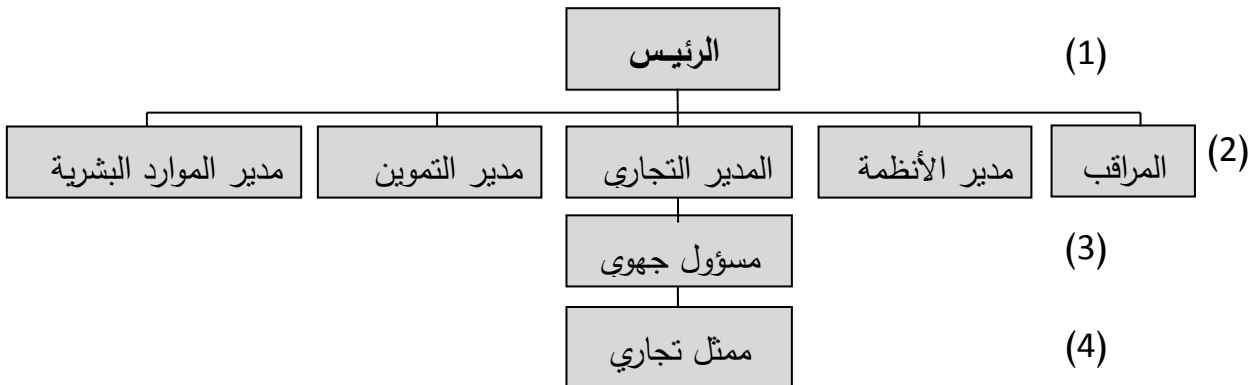 الرئيس
(1)
المراقب
مدير الأنظمة
المدير التجاري
مدير التموين
مدير الموارد البشرية
(2)
مسؤول جهوي
(3)
ممثل تجاري
(4)